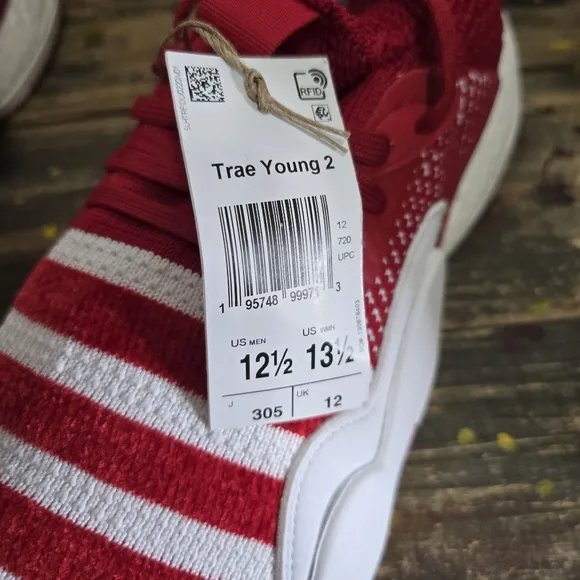 RFID
Trae Young 2
12
720
UPC
1 95748 3
US MEN
12½
US WMN
13½
J
305
UK
12